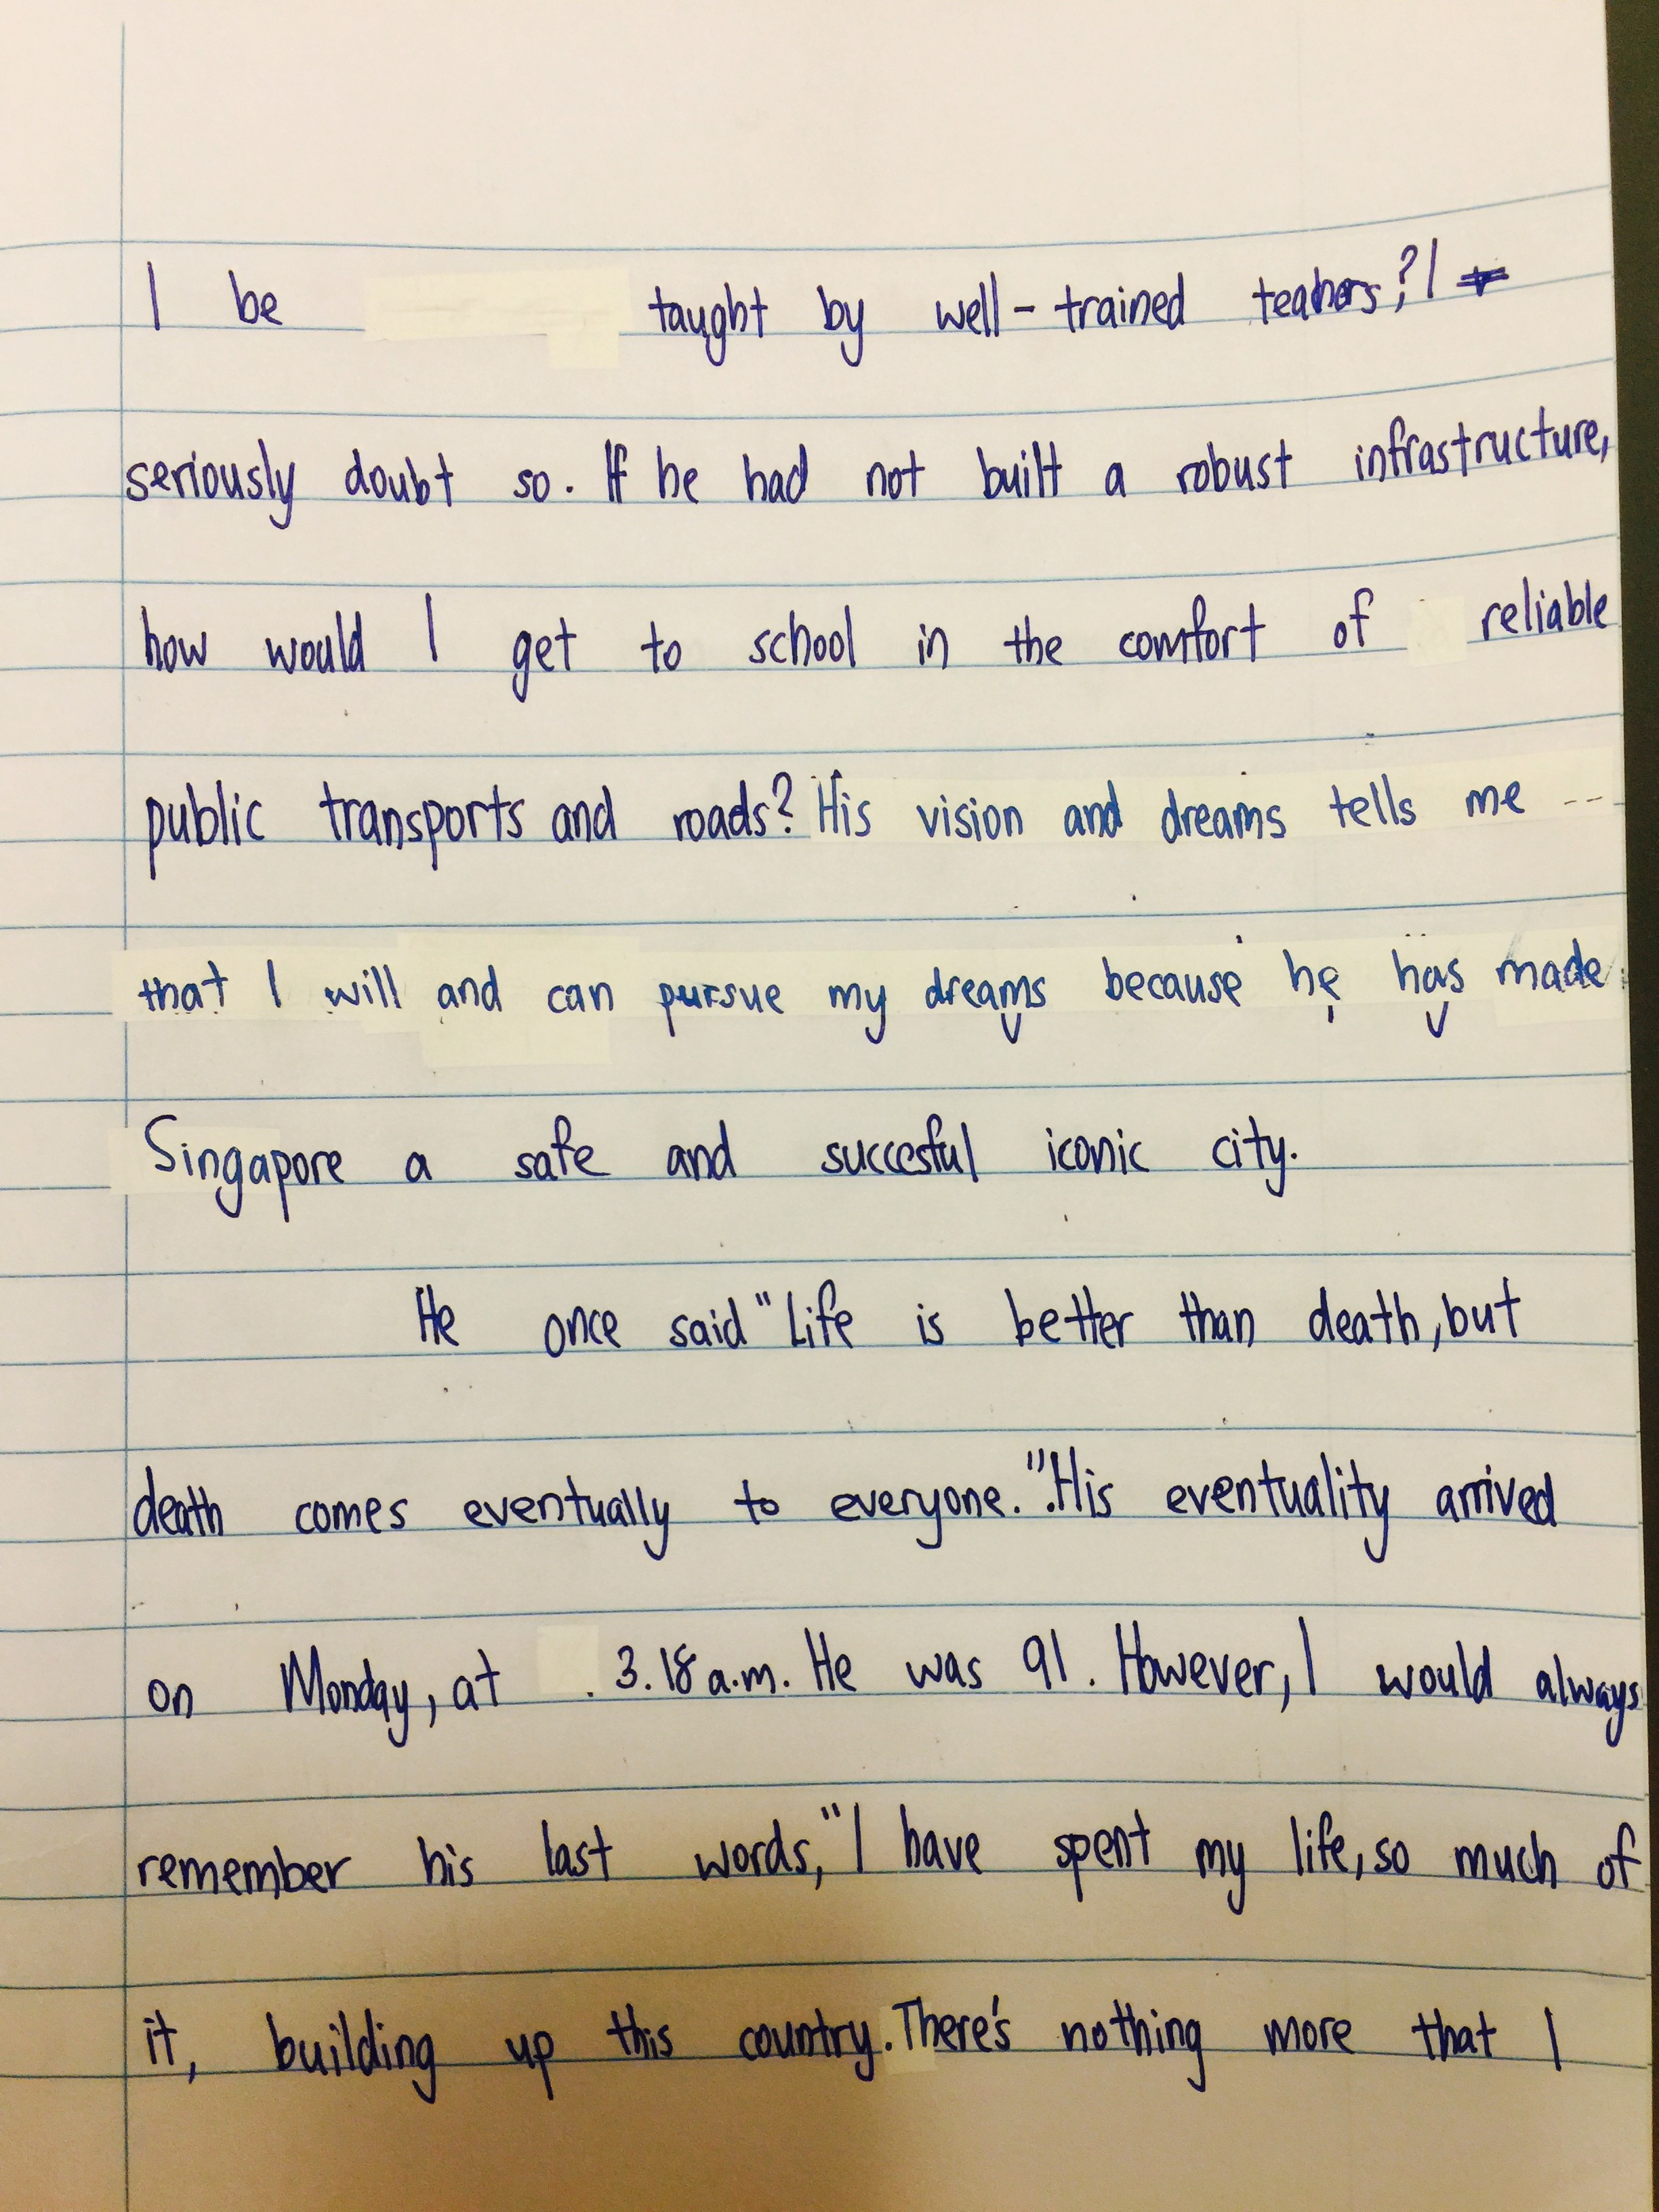 I be taught by well-trained teachers? I
seriously doubt so. If he had not built a robust infrastructure,
how would I get to school in the comfort of reliable
public transports and roads? His vision and dreams tells me
that I will and can pursue my dreams because he has made
Singapore a safe and succesful iconic city.
He once said "Life is better than death, but
death comes eventually to everyone.". His eventuality arrived
on Monday, at 3.18 a.m. He was 91. However, I would always
remember his last words, "I have spent my life, so much of
it, building up this country. There's nothing more that I